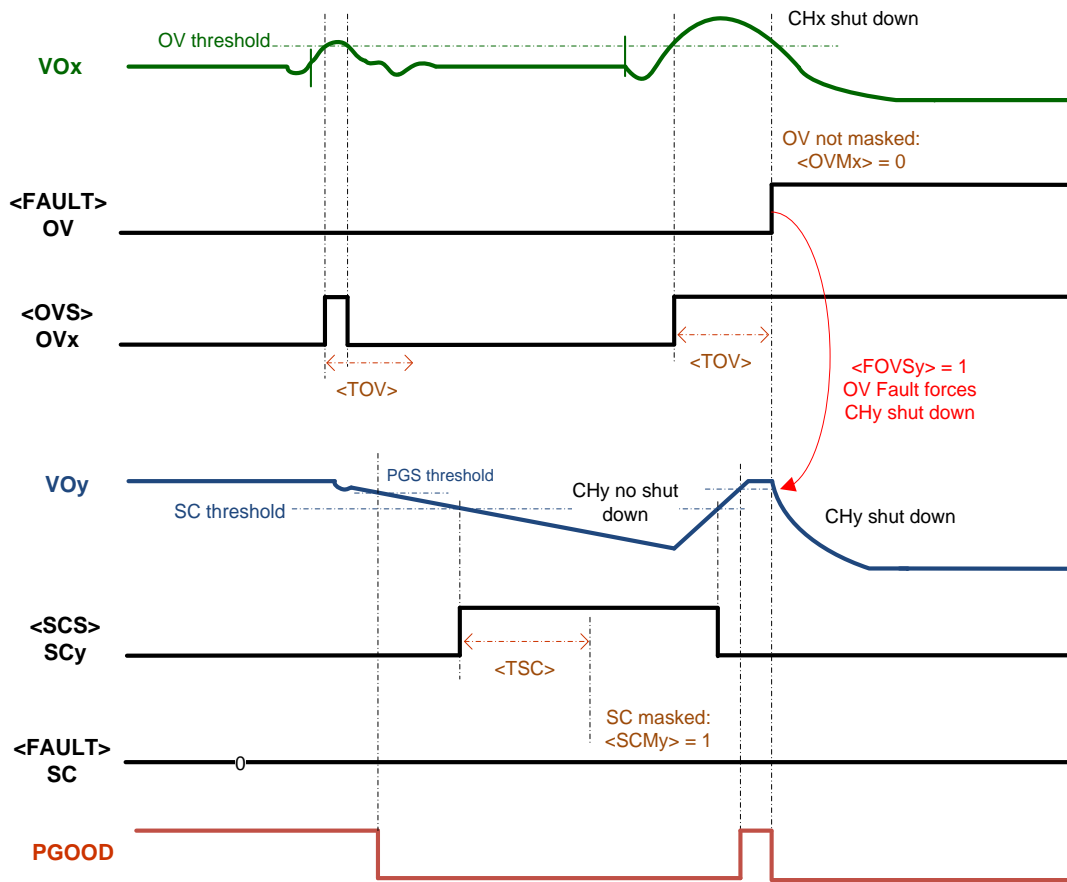 CHx shut down
OV threshold
VOx
OV not masked:
<OVMx> = 0
<FAULT>
OV
<OVS>
OVx
<TOV>
<TOV>
<FOVSy> = 1
OV Fault forces
CHy shut down
VOy
PGS threshold
SC threshold
CHy no shut
down
CHy shut down
<SCS>
SCy
<TSC>
SC masked:
<SCMy> = 1
<FAULT>
SC
0
PGOOD